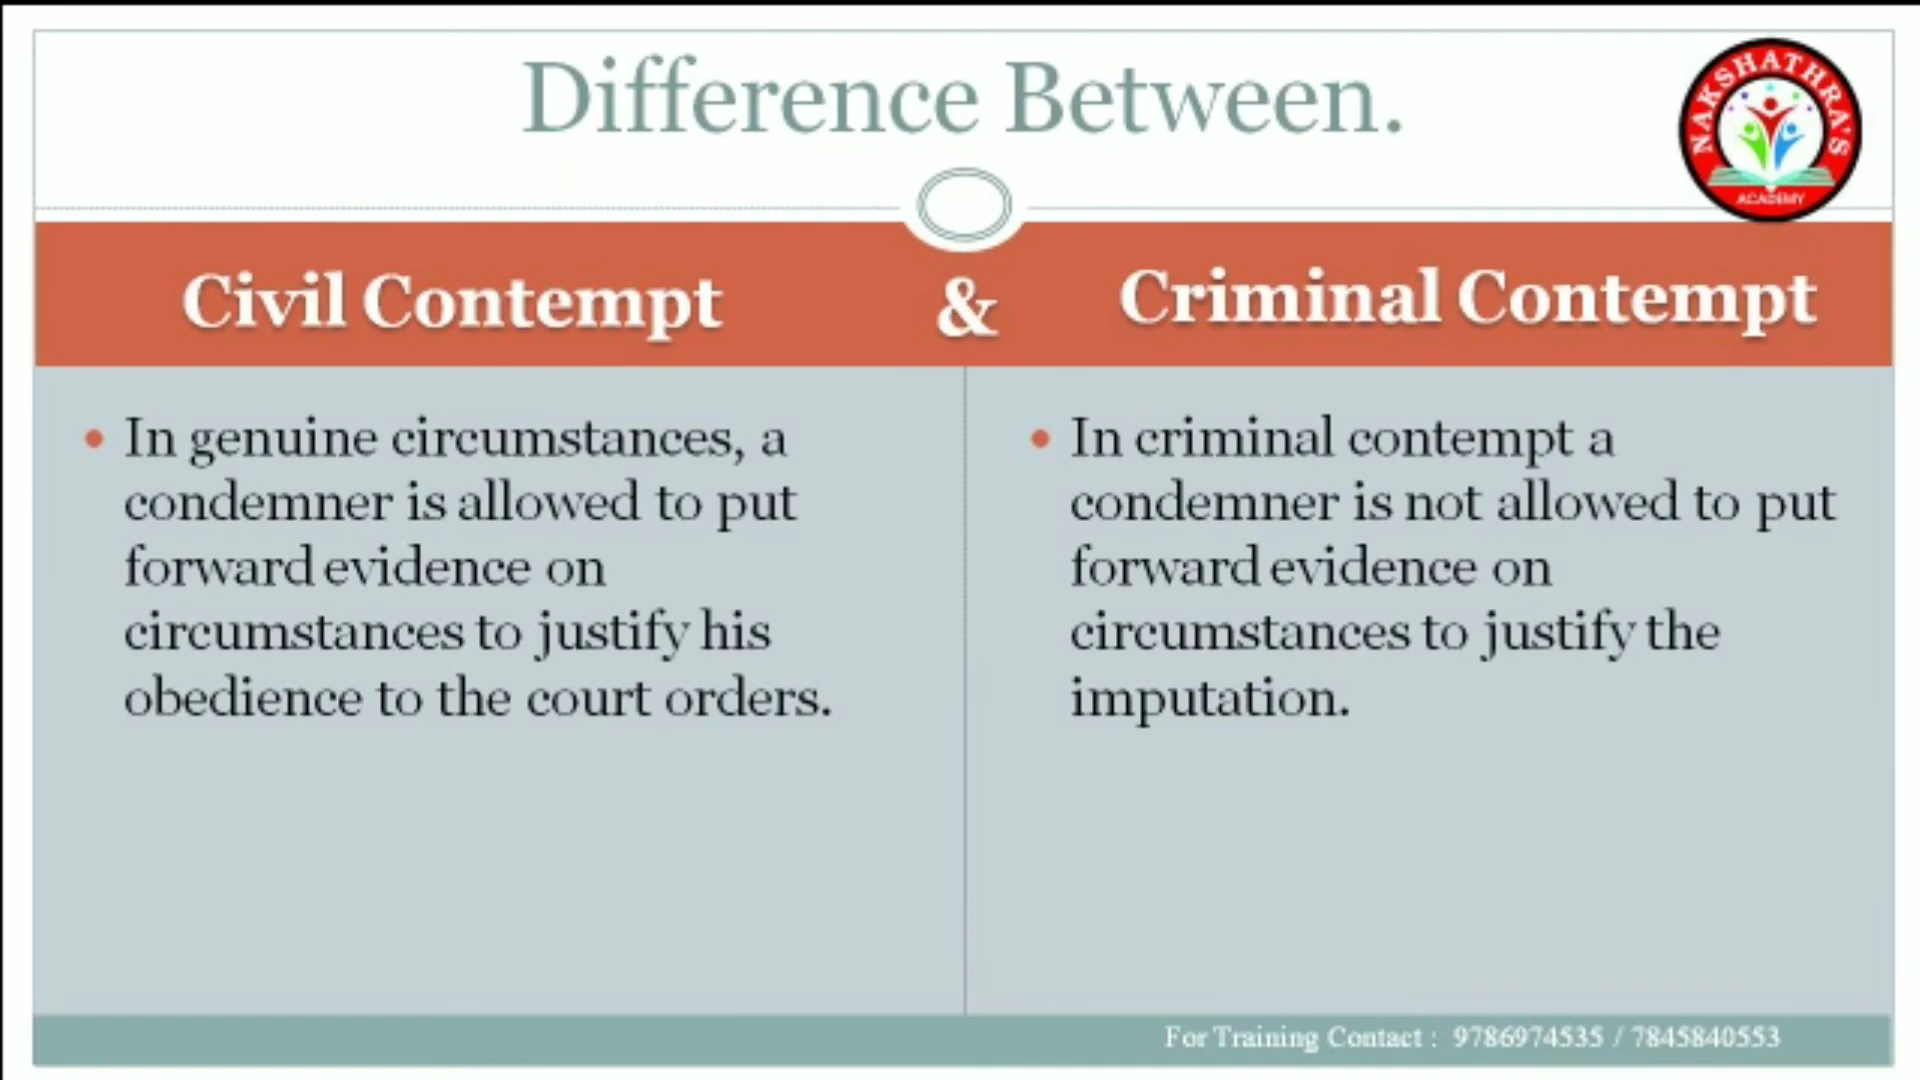 Difference Between.
NAKSHATHRA'S
ACADEMY
Civil Contempt
&
Criminal Contempt
In genuine circumstances, a
condemner is allowed to put
forward evidence on
circumstances to justify his
obedience to the court orders.
In criminal contempt a
condemner is not allowed to put
forward evidence on
circumstances to justify the
imputation.
For Training Contact : 9786974535 / 7845840553